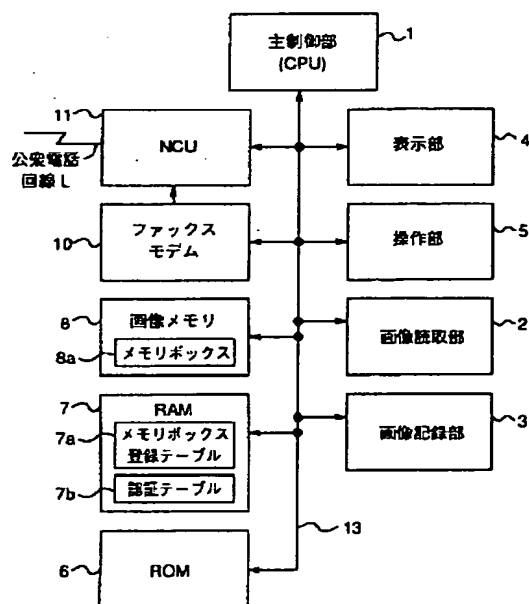 1
主制御部
(CPU)
11
NCU
公衆電話
回線 L
4
表示部
10
ファックス
モデム
5
操作部
8
画像メモリ
8a
メモリボックス
2
画像読取部
7
RAM
7a
メモリボックス
登録テーブル
7b
認証テーブル
3
画像記録部
13
6
ROM